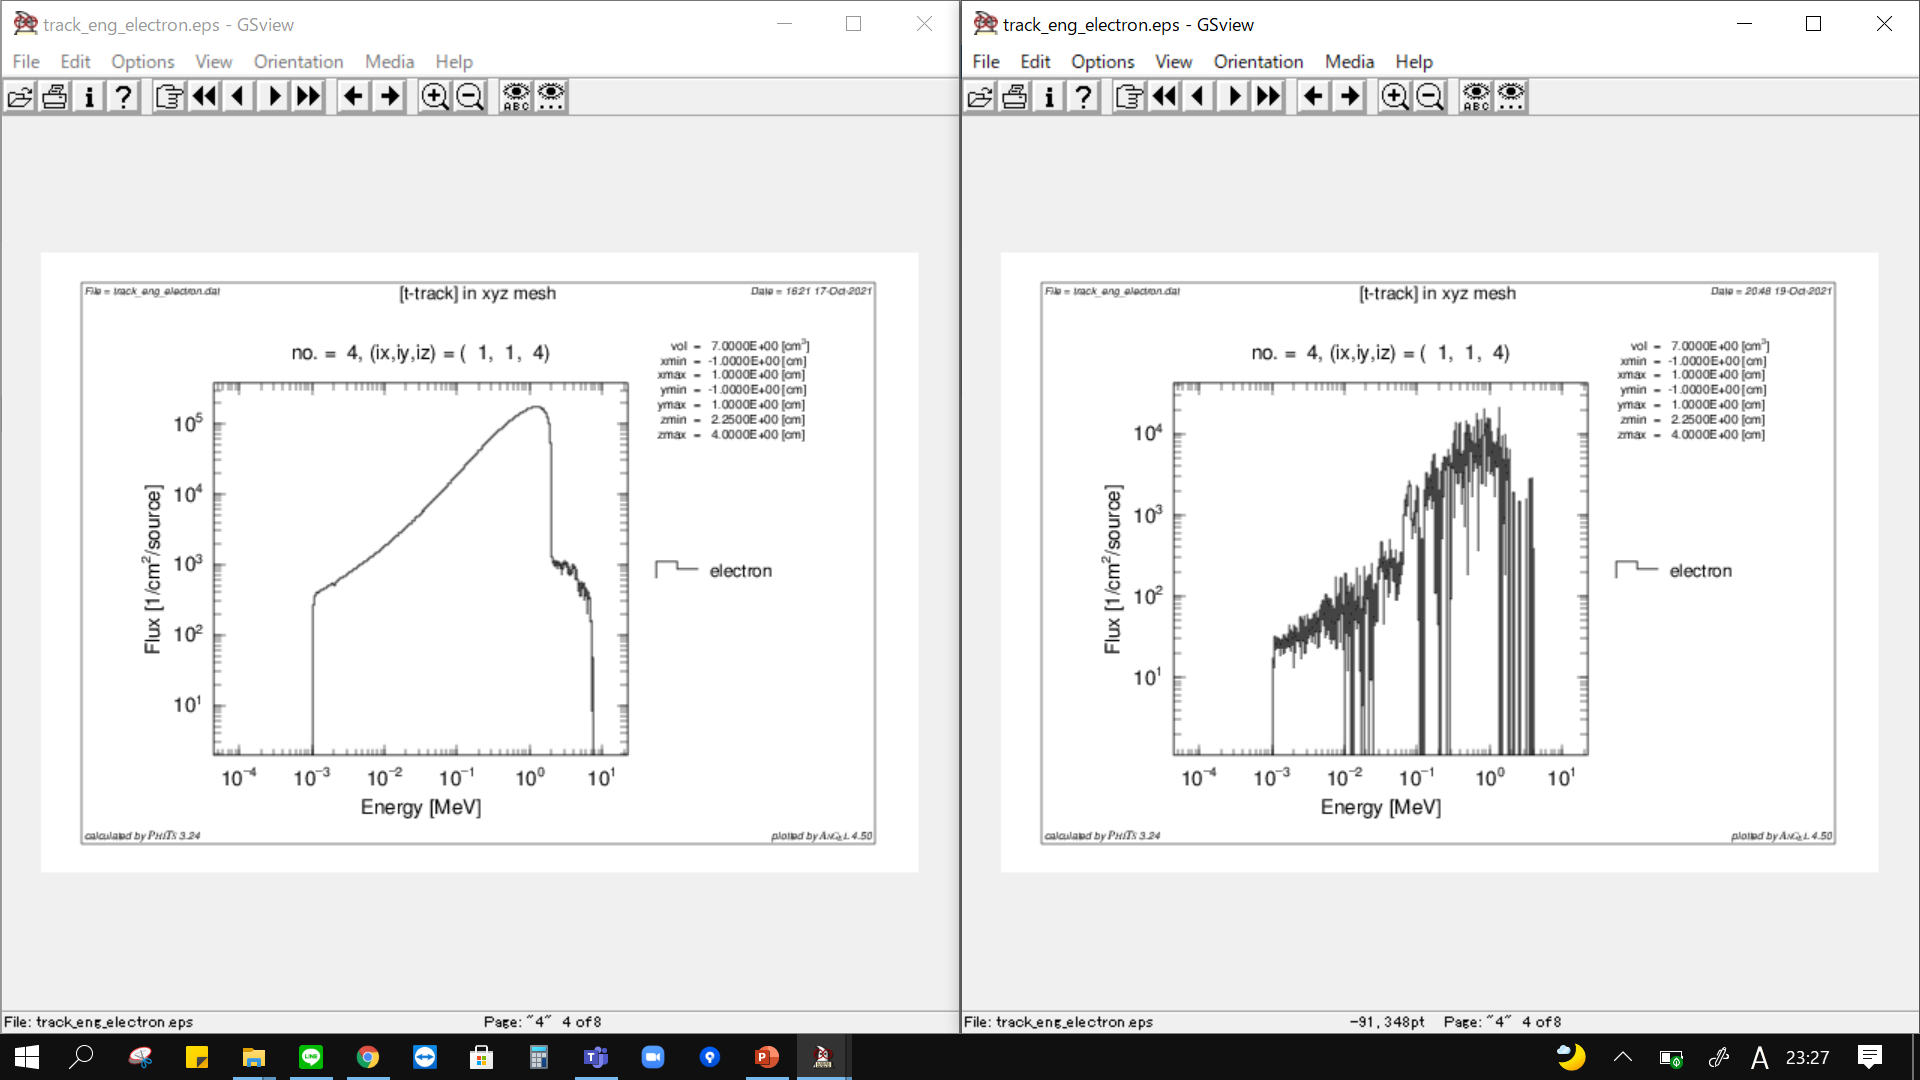 track_eng_electron.eps - GSview
File Edit Options View Orientation Media Help
ABC
File = track_eng_electron.dat
[t-track] in xyz mesh
Date = 16:21 17-Oct-2021
no. = 4, (ix,iy,iz) = ( 1, 1, 4)
vol = 7.0000E+00 [cm³]
xmin = -1.0000E+00 [cm]
xmax = 1.0000E+00 [cm]
ymin = -1.0000E+00 [cm]
ymax = 1.0000E+00 [cm]
zmin = 2.2500E+00 [cm]
zmax = 4.0000E+00 [cm]
10⁵
10⁴
10³
10²
10¹
Flux [1/cm²/source]
electron
10⁻⁴ 10⁻³ 10⁻² 10⁻¹ 10⁰ 10¹
Energy [MeV]
calculated by PHITS 3.24
plotted by ANGEL 4.50
File: track_eng_electron.eps
Page: "4" 4 of 8
track_eng_electron.eps - GSview
File Edit Options View Orientation Media Help
ABC
File = track_eng_electron.dat
[t-track] in xyz mesh
Date = 20:48 19-Oct-2021
no. = 4, (ix,iy,iz) = ( 1, 1, 4)
vol = 7.0000E+00 [cm³]
xmin = -1.0000E+00 [cm]
xmax = 1.0000E+00 [cm]
ymin = -1.0000E+00 [cm]
ymax = 1.0000E+00 [cm]
zmin = 2.2500E+00 [cm]
zmax = 4.0000E+00 [cm]
10⁴
10³
10²
10¹
Flux [1/cm²/source]
electron
10⁻⁴ 10⁻³ 10⁻² 10⁻¹ 10⁰ 10¹
Energy [MeV]
calculated by PHITS 3.24
plotted by ANGEL 4.50
File: track_eng_electron.eps
-91, 348pt Page: "4" 4 of 8
LINE
A 23:27